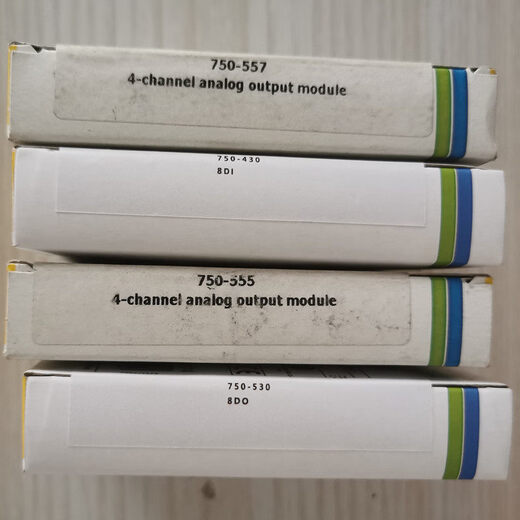 750-557
4-channel analog output module
750-430
8DI
750-555
4-channel analog output module
750-530
8DO